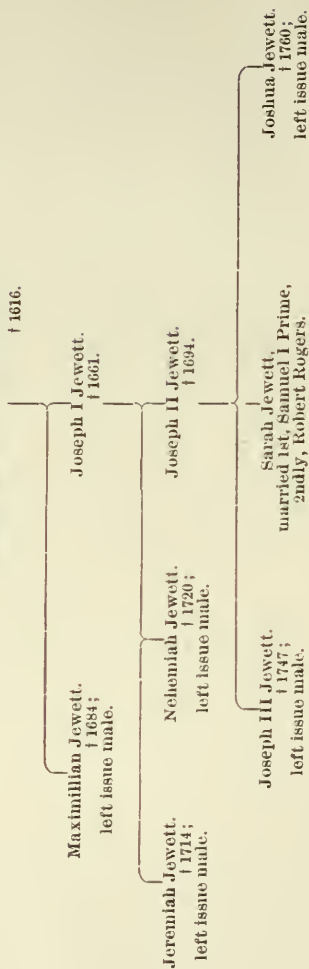 † 1616.
Maximillian Jewett.
† 1684;
left issue male.
Joseph I Jewett.
† 1661.
Jeremiah Jewett.
† 1714;
left issue male.
Nehemiah Jewett.
† 1720;
left issue male.
Joseph II Jewett.
† 1694.
Joseph III Jewett.
† 1747;
left issue male.
Sarah Jewett,
married 1st, Samuel I Prime,
2ndly, Robert Rogers.
Joshua Jewett.
† 1760;
left issue male.